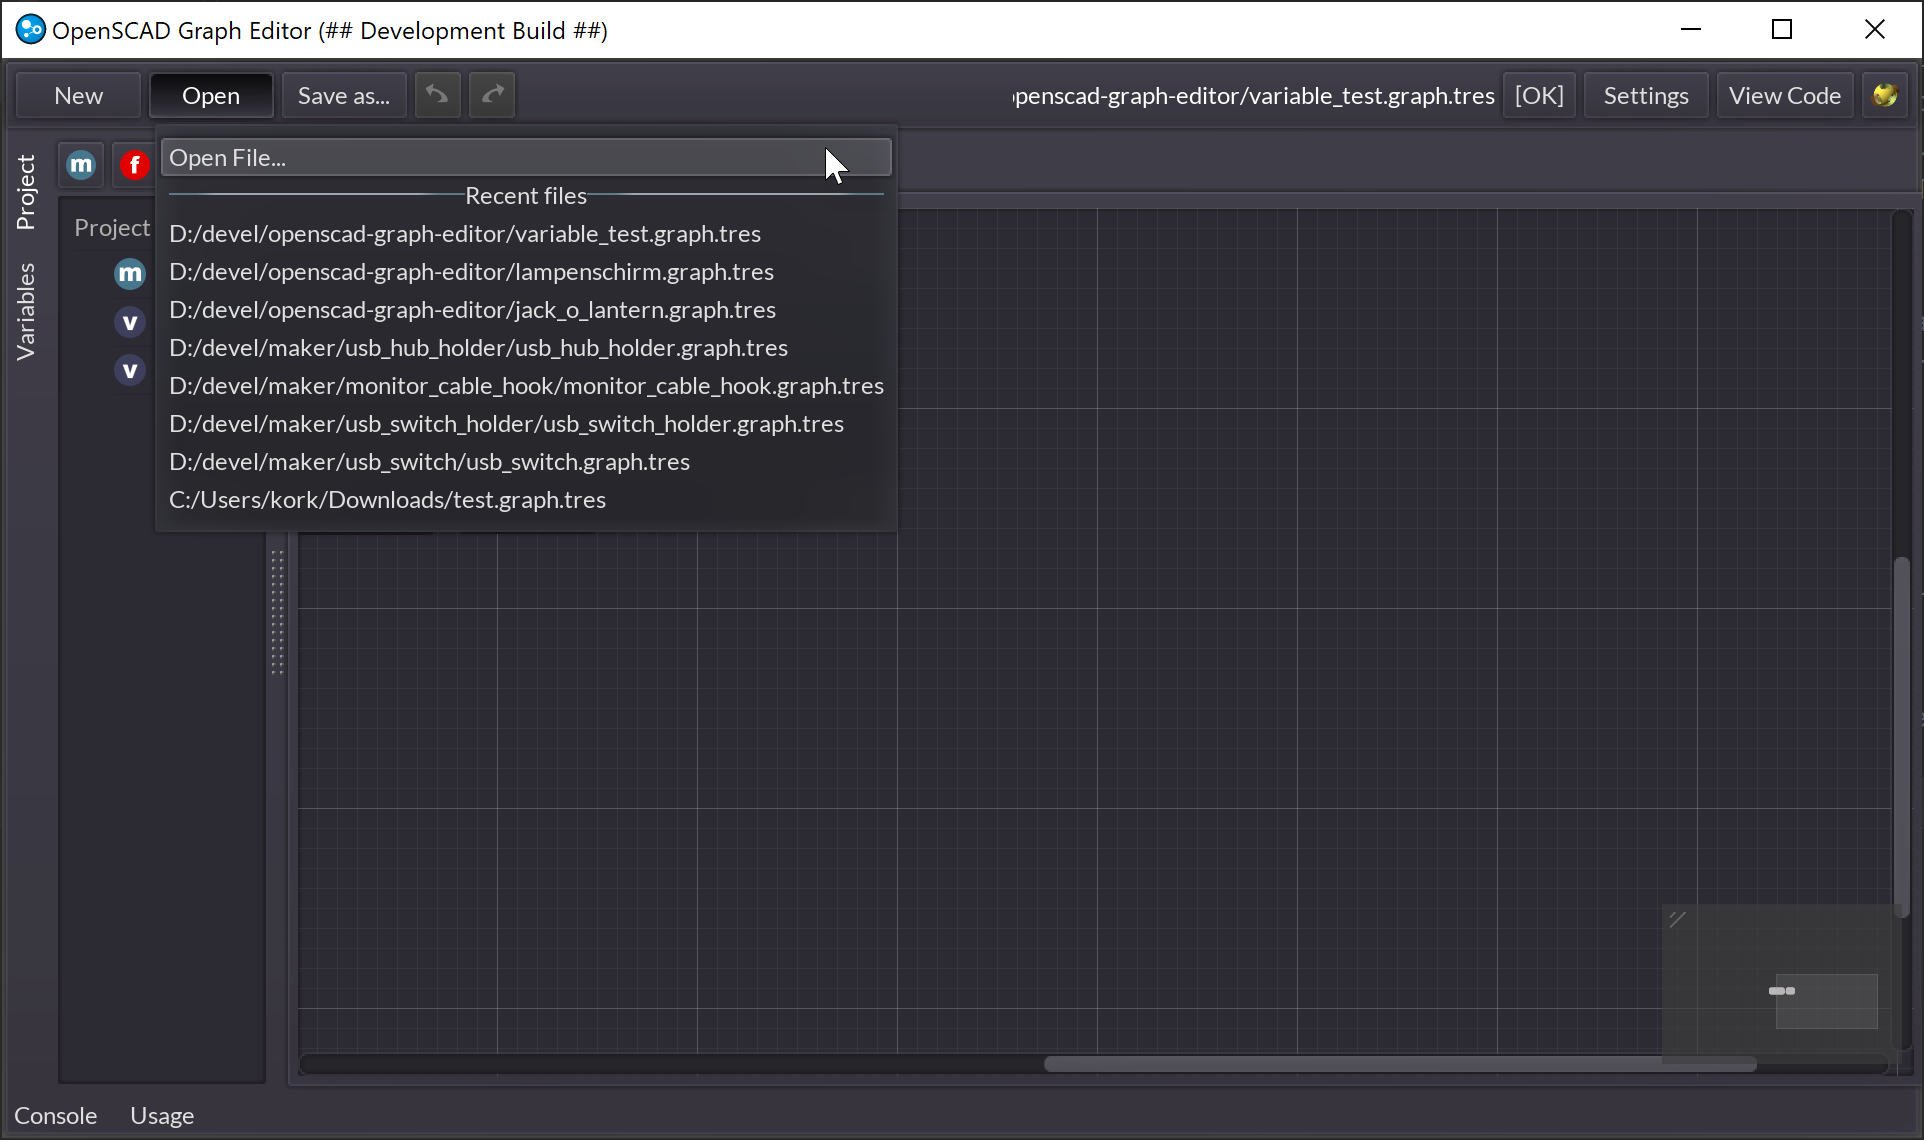 OpenSCAD Graph Editor (## Development Build ##)
New Open Save as... penscad-graph-editor/variable_test.graph.tres [OK] Settings View Code
m f
Open File...
Recent files
D:/devel/openscad-graph-editor/variable_test.graph.tres
D:/devel/openscad-graph-editor/lampenschirm.graph.tres
D:/devel/openscad-graph-editor/jack_o_lantern.graph.tres
D:/devel/maker/usb_hub_holder/usb_hub_holder.graph.tres
D:/devel/maker/monitor_cable_hook/monitor_cable_hook.graph.tres
D:/devel/maker/usb_switch_holder/usb_switch_holder.graph.tres
D:/devel/maker/usb_switch/usb_switch.graph.tres
C:/Users/kork/Downloads/test.graph.tres
Project
Variables
Project
m
v
v
Console Usage